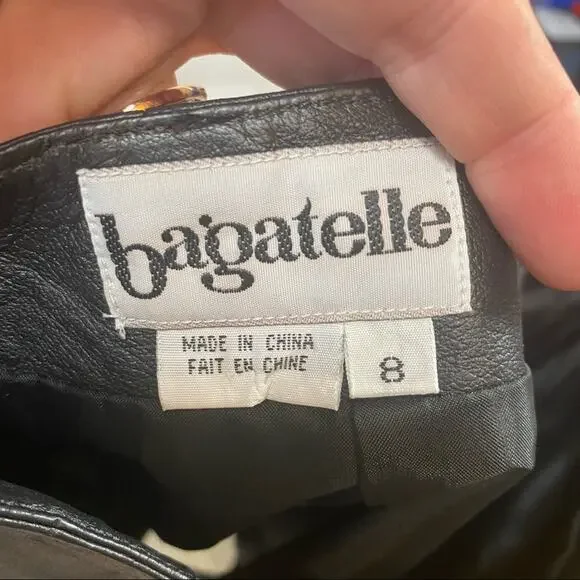 bagatelle
MADE IN CHINA
FAIT EN CHINE
8